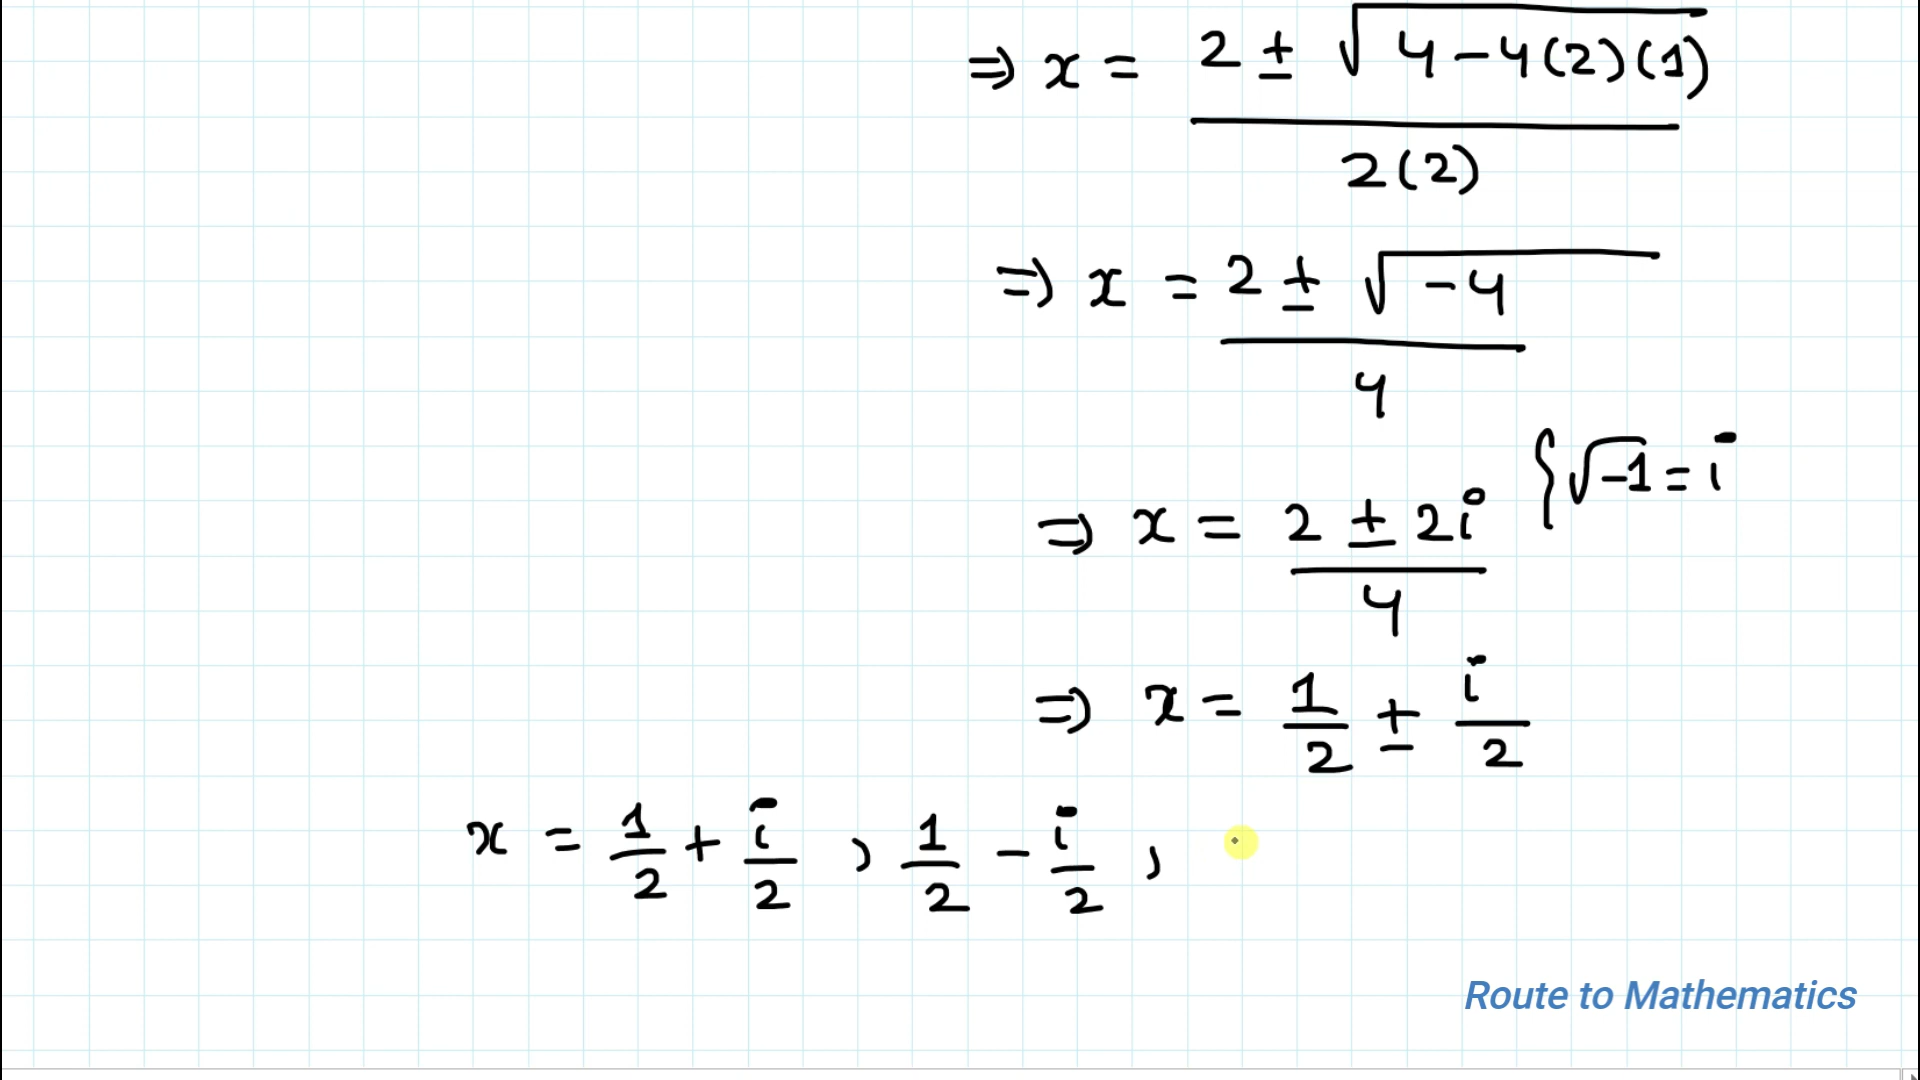 ⇒ x = 2 ± √4 - 4(2)(1)
2(2)
⇒ x = 2 ± √-4
4
{√-1 = i
⇒ x = 2 ± 2i
4
⇒ x = 1/2 ± i/2
x = 1/2 + i/2 , 1/2 - i/2 ,
Route to Mathematics